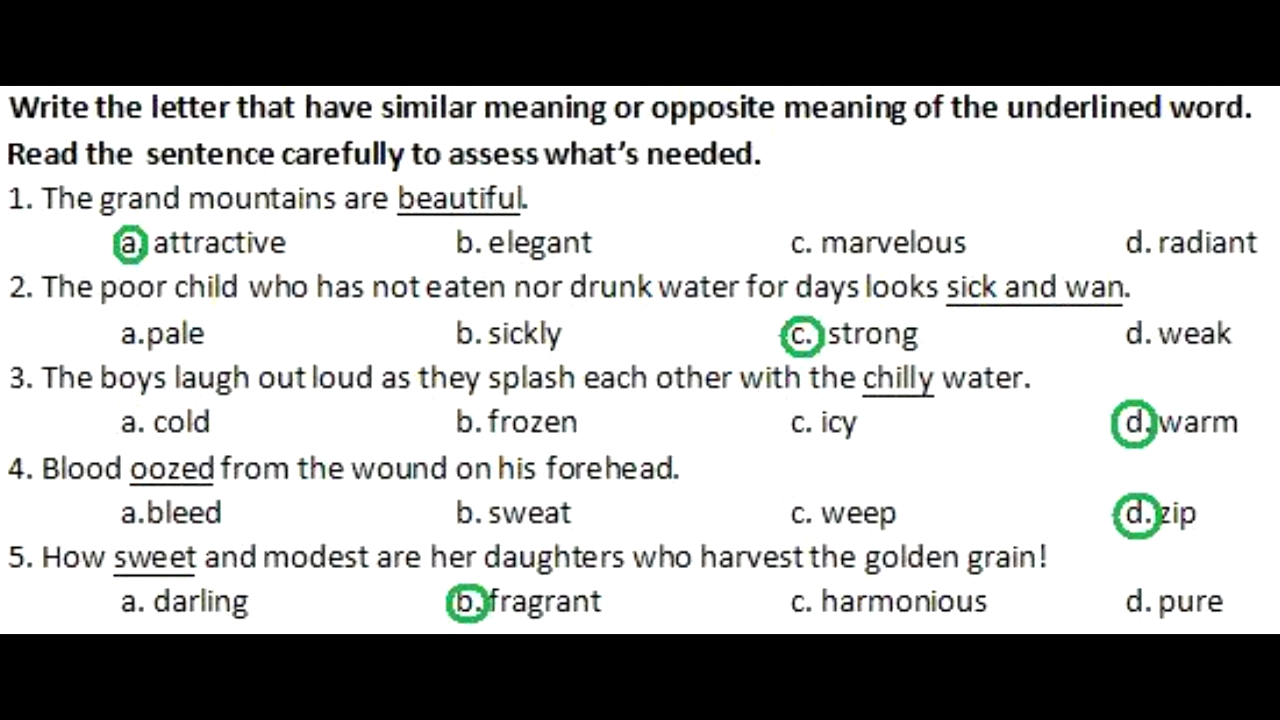 Write the letter that have similar meaning or opposite meaning of the underlined word.
Read the sentence carefully to assess what's needed.
1. The grand mountains are beautiful.
a. attractive b. elegant c. marvelous d. radiant
2. The poor child who has not eaten nor drunk water for days looks sick and wan.
a.pale b. sickly c. strong d. weak
3. The boys laugh out loud as they splash each other with the chilly water.
a. cold b. frozen c. icy d. warm
4. Blood oozed from the wound on his forehead.
a.bleed b. sweat c. weep d. zip
5. How sweet and modest are her daughters who harvest the golden grain!
a. darling b. fragrant c. harmonious d. pure